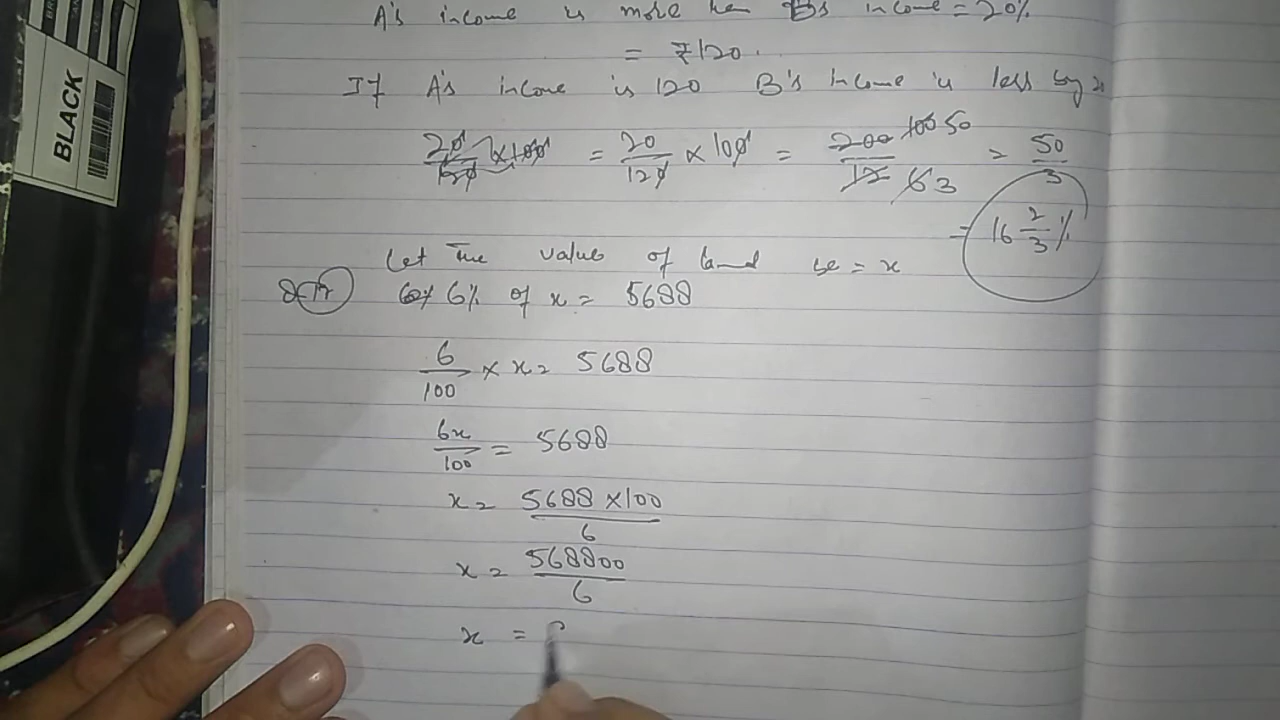 BLACK
A's income is more than B's income = 20%
= ₹120.
If A's income is 120 B's income is less by 20
20/120 × 100 = 20/120 × 100 = 200 100 50/12 6 3 = 50/3
= 16 2/3 %
Let the value of land be = x
6% of x = 5688
6/100 × x = 5688
6x/100 = 5688
x = 5688 × 100/6
x = 568800/6
x =